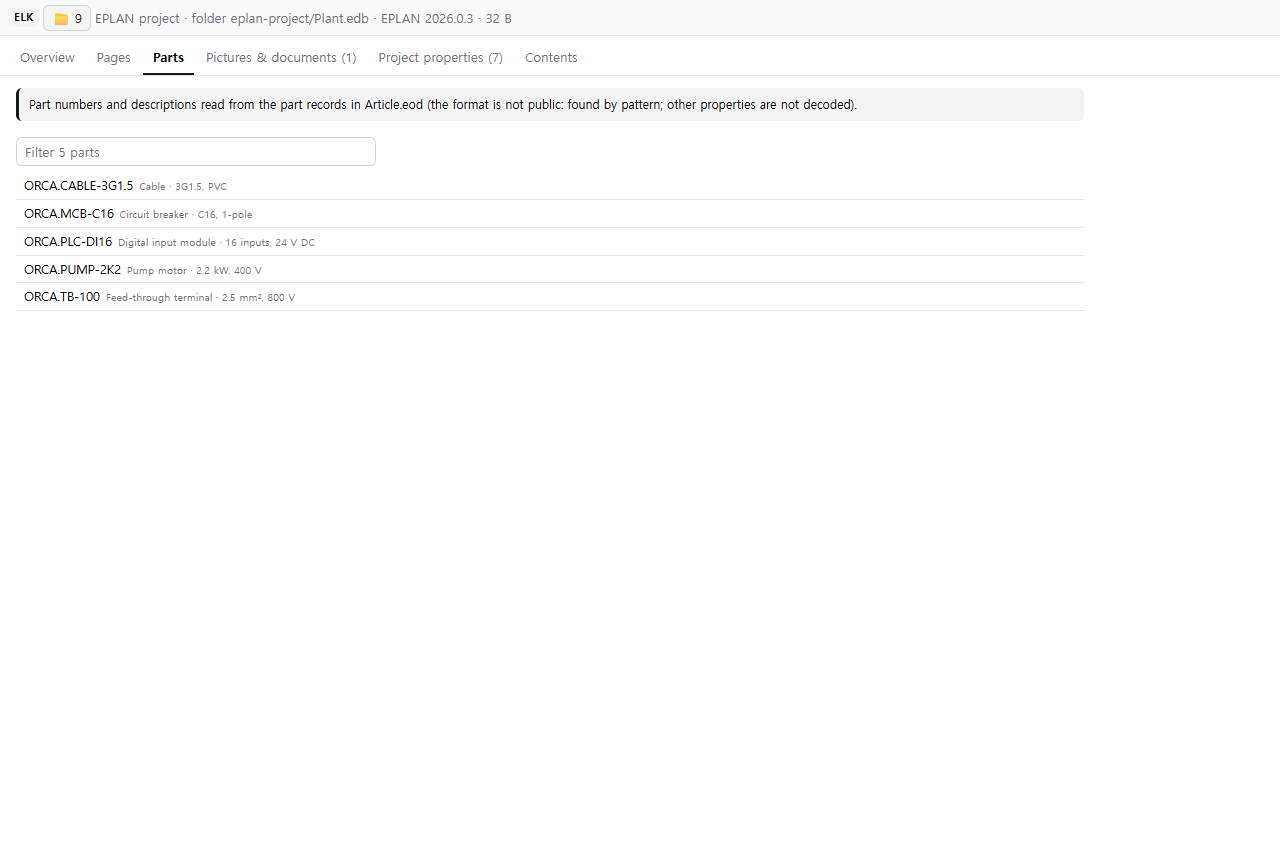 ELK 9 EPLAN project · folder eplan-project/Plant.edb · EPLAN 2026.0.3 · 32 B
Overview Pages Parts Pictures & documents (1) Project properties (7) Contents
Part numbers and descriptions read from the part records in Article.eod (the format is not public: found by pattern; other properties are not decoded).
Filter 5 parts
ORCA.CABLE-3G1.5 Cable · 3G1.5, PVC
ORCA.MCB-C16 Circuit breaker · C16, 1-pole
ORCA.PLC-DI16 Digital input module · 16 inputs, 24 V DC
ORCA.PUMP-2K2 Pump motor · 2.2 kW, 400 V
ORCA.TB-100 Feed-through terminal · 2.5 mm², 800 V